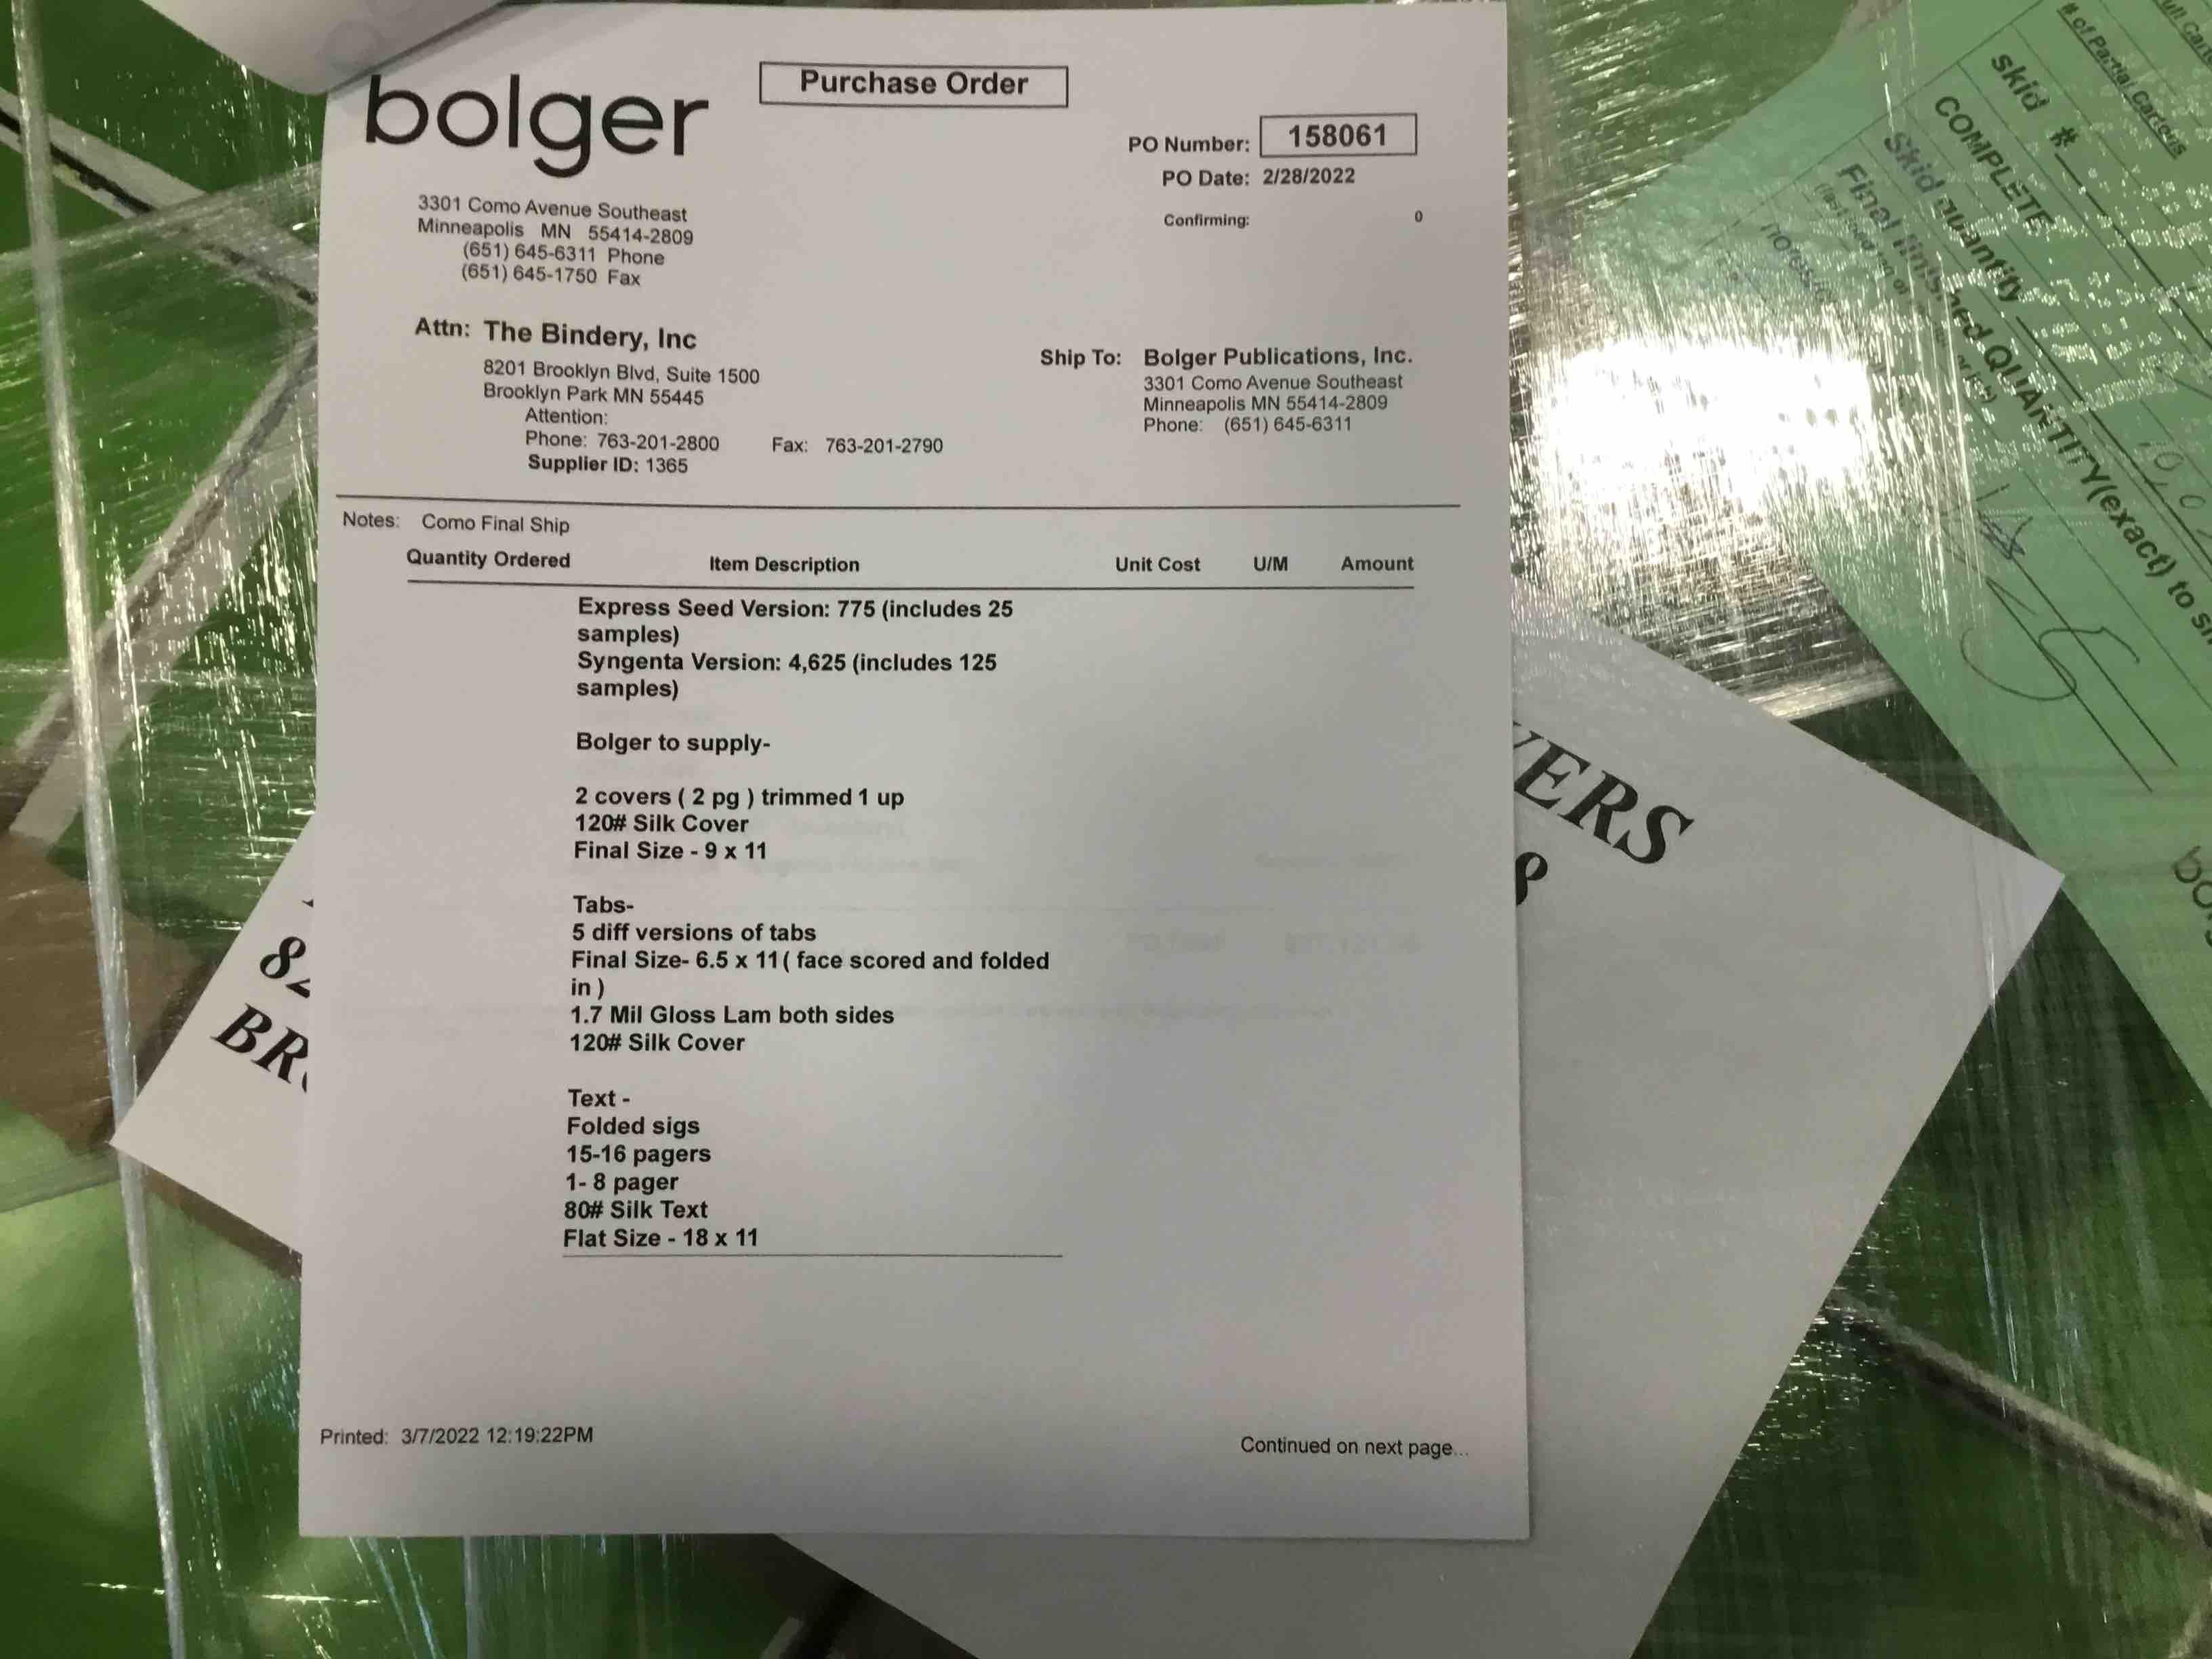 bolger
Purchase Order
PO Number: 158061
PO Date: 2/28/2022
Confirming: 0
3301 Como Avenue Southeast
Minneapolis MN 55414-2809
(651) 645-6311 Phone
(651) 645-1750 Fax
Attn: The Bindery, Inc
8201 Brooklyn Blvd, Suite 1500
Brooklyn Park MN 55445
Attention:
Phone: 763-201-2800 Fax: 763-201-2790
Supplier ID: 1365
Ship To: Bolger Publications, Inc.
3301 Como Avenue Southeast
Minneapolis MN 55414-2809
Phone: (651) 645-6311
Notes: Como Final Ship
Quantity Ordered Item Description Unit Cost U/M Amount
Express Seed Version: 775 (includes 25
samples)
Syngenta Version: 4,625 (includes 125
samples)
Bolger to supply-
2 covers ( 2 pg ) trimmed 1 up
120# Silk Cover
Final Size - 9 x 11
Tabs-
5 diff versions of tabs
Final Size- 6.5 x 11( face scored and folded
in )
1.7 Mil Gloss Lam both sides
120# Silk Cover
Text -
Folded sigs
15-16 pagers
1- 8 pager
80# Silk Text
Flat Size - 18 x 11
Printed: 3/7/2022 12:19:22PM
Continued on next page...
VERS
8
BR
# of Partial Cartons
skid #
COMPLETE
Skid quantity
Final finished QUANTITY(exact) to
notes: